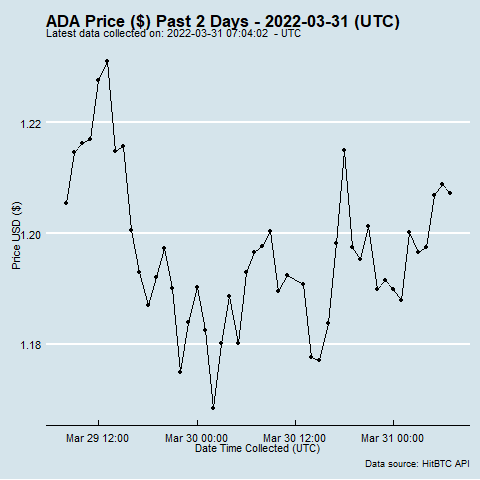 ADA Price ($) Past 2 Days - 2022-03-31 (UTC)
Latest data collected on: 2022-03-31 07:04:02 - UTC
1.22
1.20
1.18
Price USD ($)
Mar 29 12:00 Mar 30 00:00 Mar 30 12:00 Mar 31 00:00
Date Time Collected (UTC)
Data source: HitBTC API